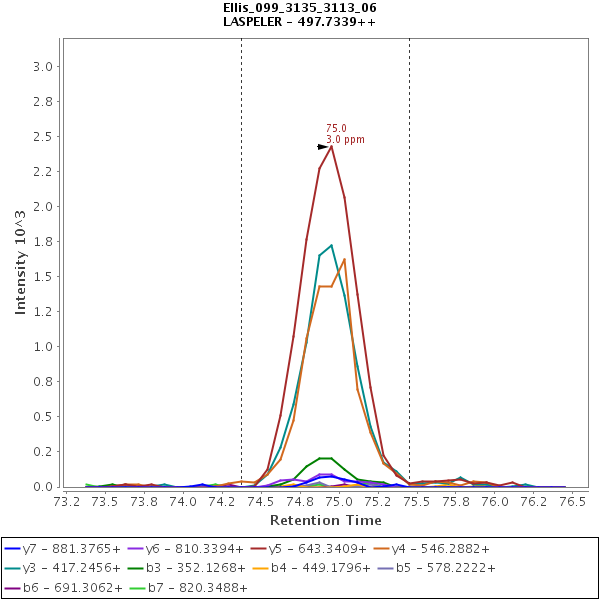 Ellis_099_3135_3113_06
LASPELER - 497.7339++
75.0
3.0 ppm
Intensity 10^3
3.0
2.8
2.5
2.2
2.0
1.8
1.5
1.2
1.0
0.8
0.5
0.2
0.0
73.2 73.5 73.8 74.0 74.2 74.5 74.8 75.0 75.2 75.5 75.8 76.0 76.2 76.5
Retention Time
y7 - 881.3765+ y6 - 810.3394+ y5 - 643.3409+ y4 - 546.2882+
y3 - 417.2456+ b3 - 352.1268+ b4 - 449.1796+ b5 - 578.2222+
b6 - 691.3062+ b7 - 820.3488+